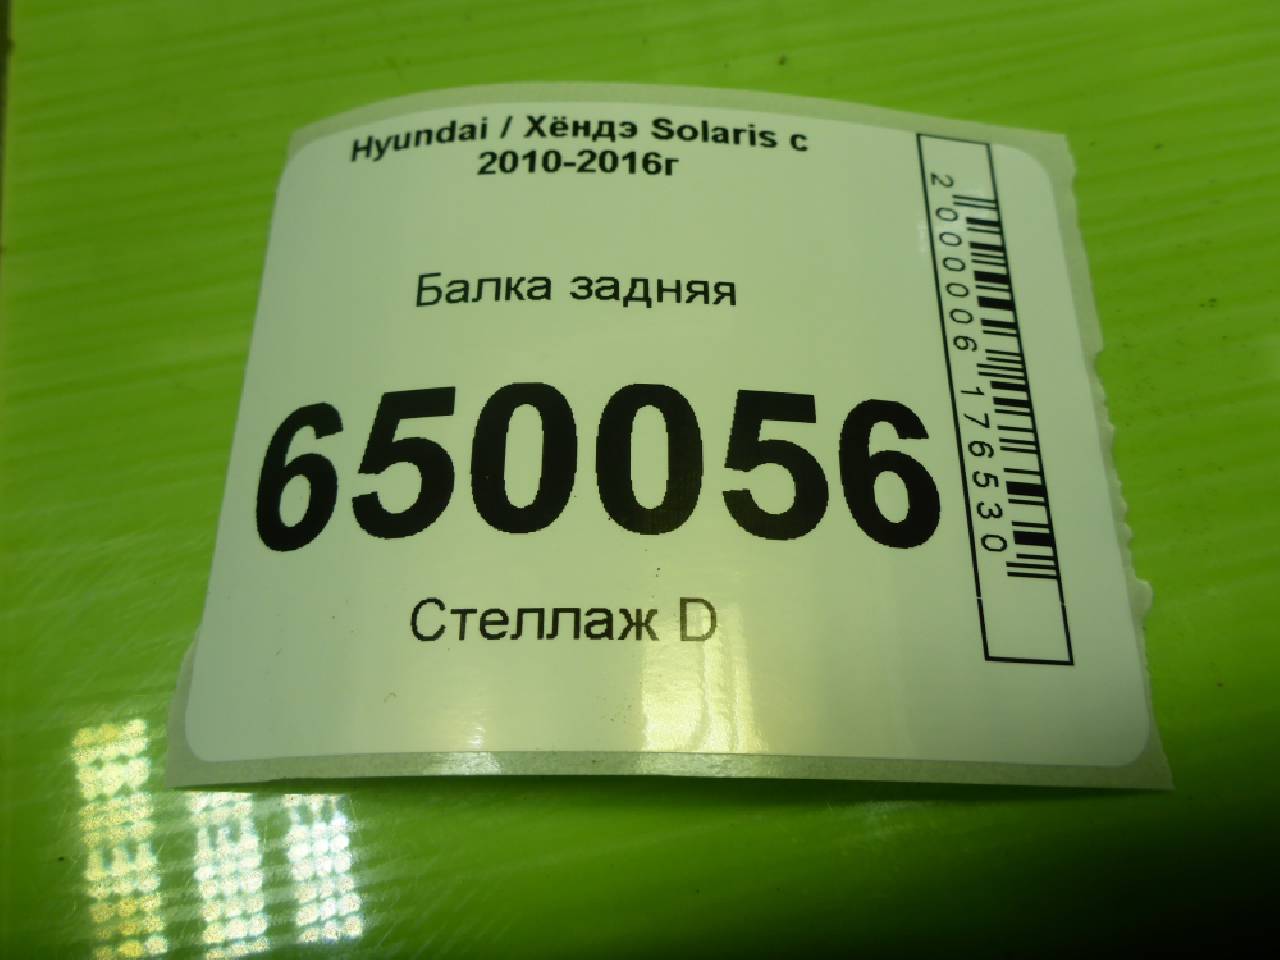 Hyundai / Хёндэ Solaris с
2010-2016г
Балка задняя
650056
Стеллаж D
2000006176530